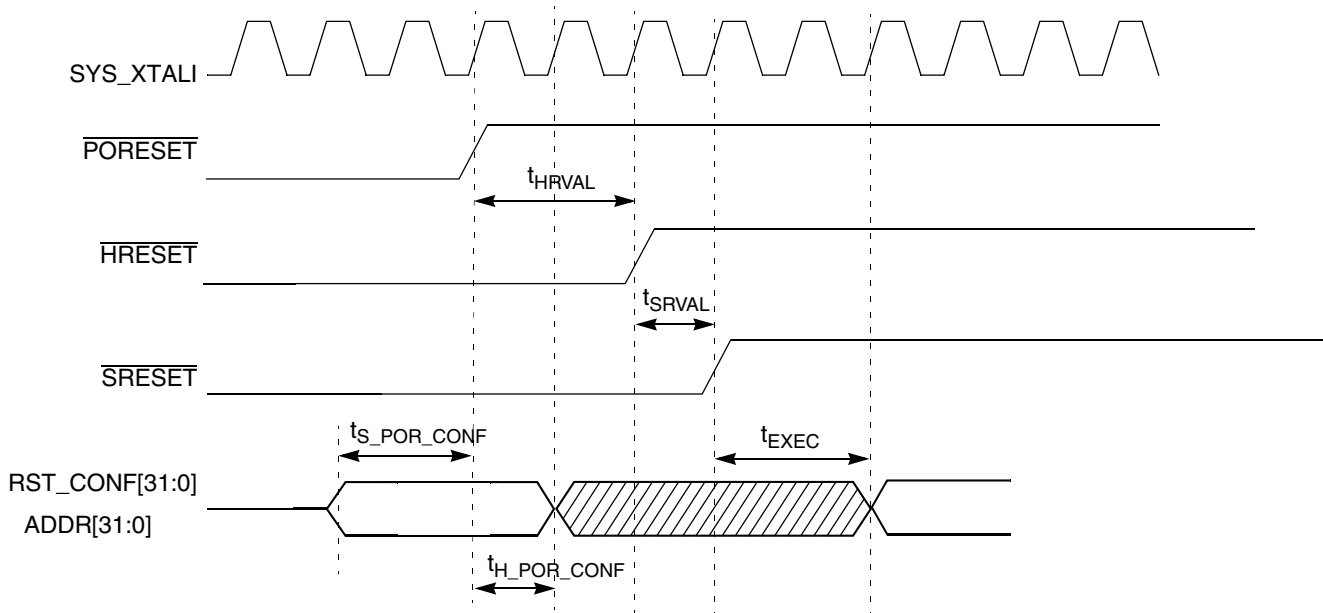 SYS_XTALI
PORESET
tHRVAL
HRESET
tSRVAL
SRESET
tS_POR_CONF
tEXEC
RST_CONF[31:0]
ADDR[31:0]
tH_POR_CONF